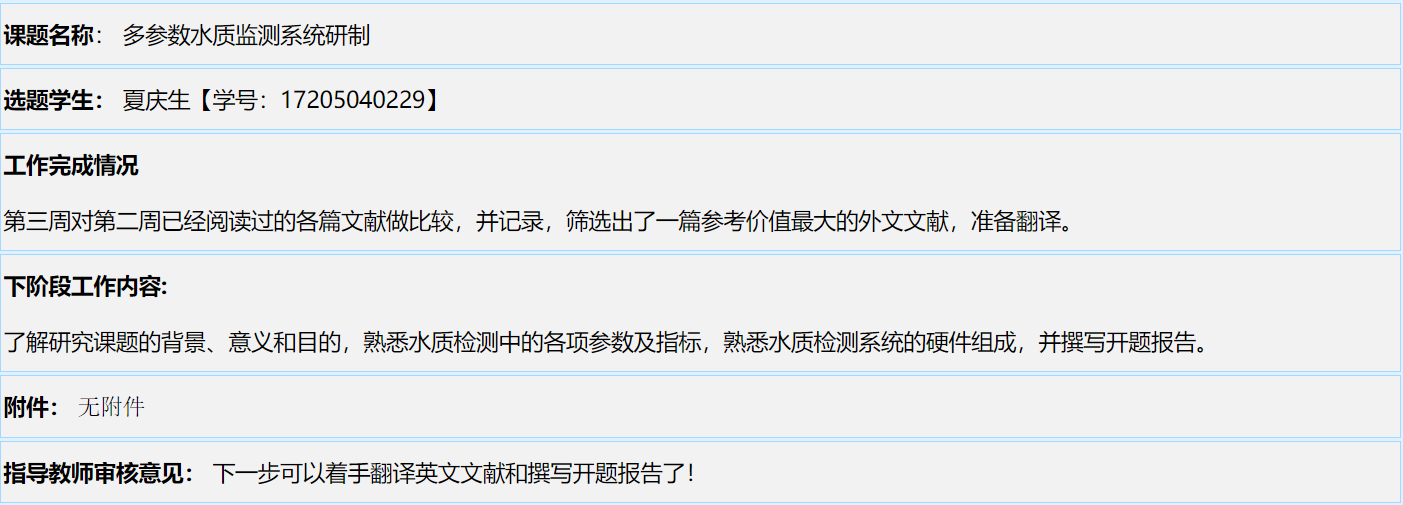 课题名称： 多参数水质监测系统研制
选题学生： 夏庆生【学号：17205040229】
工作完成情况
第三周对第二周已经阅读过的各篇文献做比较，并记录，筛选出了一篇参考价值最大的外文文献，准备翻译。
下阶段工作内容:
了解研究课题的背景、意义和目的，熟悉水质检测中的各项参数及指标，熟悉水质检测系统的硬件组成，并撰写开题报告。
附件： 无附件
指导教师审核意见： 下一步可以着手翻译英文文献和撰写开题报告了！